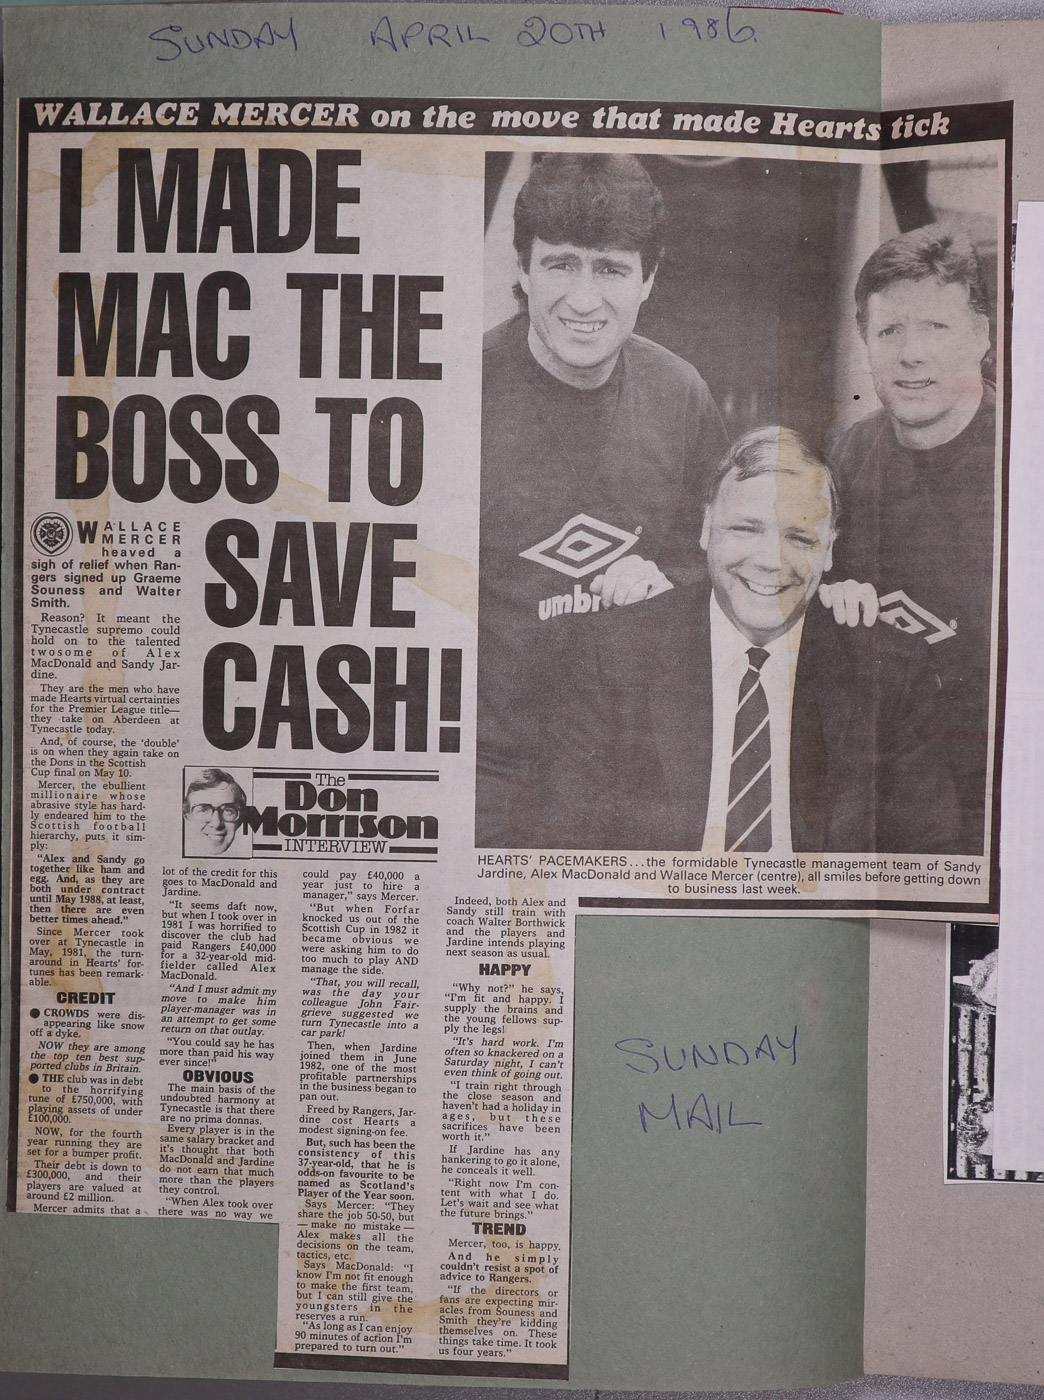 SUNDAY APRIL 20TH 1986.
WALLACE MERCER on the move that made Hearts tick
I MADE
MAC THE
BOSS TO
SAVE
CASH!
WALLACE
MERCER
heaved a
sigh of relief when Ran-
gers signed up Graeme
Souness and Walter
Smith.
Reason? It meant the
Tynecastle supremo could
hold on to the talented
twosome of Alex
MacDonald and Sandy Jar-
dine.
They are the men who have
made Hearts virtual certainties
for the Premier League title—
they take on Aberdeen at
Tynecastle today.
And, of course, the 'double'
is on when they again take on
the Dons in the Scottish
Cup final on May 10.
Mercer, the ebullient
millionaire whose
abrasive style has hard-
ly endeared him to the
Scottish football
hierarchy, puts it sim-
ply:
"Alex and Sandy go
together like ham and
egg. And, as they are
both under contract
until May 1988, at least,
then there are even
better times ahead."
Since Mercer took
over at Tynecastle in
May, 1981, the turn-
around in Hearts' for-
tunes has been remark-
able.
CREDIT
● CROWDS were dis-
appearing like snow
off a dyke.
NOW they are among
the top ten best sup-
ported clubs in Britain.
● THE club was in debt
to the horrifying
tune of £750,000, with
playing assets of under
£100,000.
NOW, for the fourth
year running they are
set for a bumper profit.
Their debt is down to
£300,000, and their
players are valued at
around £2 million.
Mercer admits that a
The
Don
Morrison
INTERVIEW
lot of the credit for this
goes to MacDonald and
Jardine.
"It seems daft now,
but when I took over in
1981 I was horrified to
discover the club had
paid Rangers £40,000
for a 32-year-old mid-
fielder called Alex
MacDonald.
"And I must admit my
move to make him
player-manager was in
an attempt to get some
return on that outlay.
"You could say he has
more than paid his way
ever since!"
OBVIOUS
The main basis of the
undoubted harmony at
Tynecastle is that there
are no prima donnas.
Every player is in the
same salary bracket and
it's thought that both
MacDonald and Jardine
do not earn that much
more than the players
they control.
"When Alex took over
there was no way we
could pay £40,000 a
year just to hire a
manager," says Mercer.
"But when Forfar
knocked us out of the
Scottish Cup in 1982 it
became obvious we
were asking him to do
too much to play AND
manage the side.
"That, you will recall,
was the day your
colleague John Fair-
grieve suggested we
turn Tynecastle into a
car park!
Then, when Jardine
joined them in June
1982, one of the most
profitable partnerships
in the business began to
pan out.
Freed by Rangers, Jar-
dine cost Hearts a
modest signing-on fee.
But, such has been the
consistency of this
37-year-old, that he is
odds-on favourite to be
named as Scotland's
Player of the Year soon.
Says Mercer: "They
share the job 50-50, but
— make no mistake —
Alex makes all the
decisions on the team,
tactics, etc.
Says MacDonald: "I
know I'm not fit enough
to make the first team,
but I can still give the
youngsters in the
reserves a run.
"As long as I can enjoy
90 minutes of action I'm
prepared to turn out."
Indeed, both Alex and
Sandy still train with
coach Walter Borthwick
and the players and
Jardine intends playing
next season as usual.
HAPPY
"Why not?" he says,
"I'm fit and happy. I
supply the brains and
the young fellows sup-
ply the legs!
"It's hard work. I'm
often so knackered on a
Saturday night, I can't
even think of going out.
"I train right through
the close season and
haven't had a holiday in
ages, but these
sacrifices have been
worth it."
If Jardine has any
hankering to go it alone,
he conceals it well.
"Right now I'm con-
tent with what I do.
Let's wait and see what
the future brings."
TREND
Mercer, too, is happy.
And he simply
couldn't resist a spot of
advice to Rangers.
"If the directors or
fans are expecting mir-
acles from Souness and
Smith they're kidding
themselves on. These
things take time. It took
us four years."
umbr
HEARTS' PACEMAKERS...the formidable Tynecastle management team of Sandy
Jardine, Alex MacDonald and Wallace Mercer (centre), all smiles before getting down
to business last week.
SUNDAY
MAIL